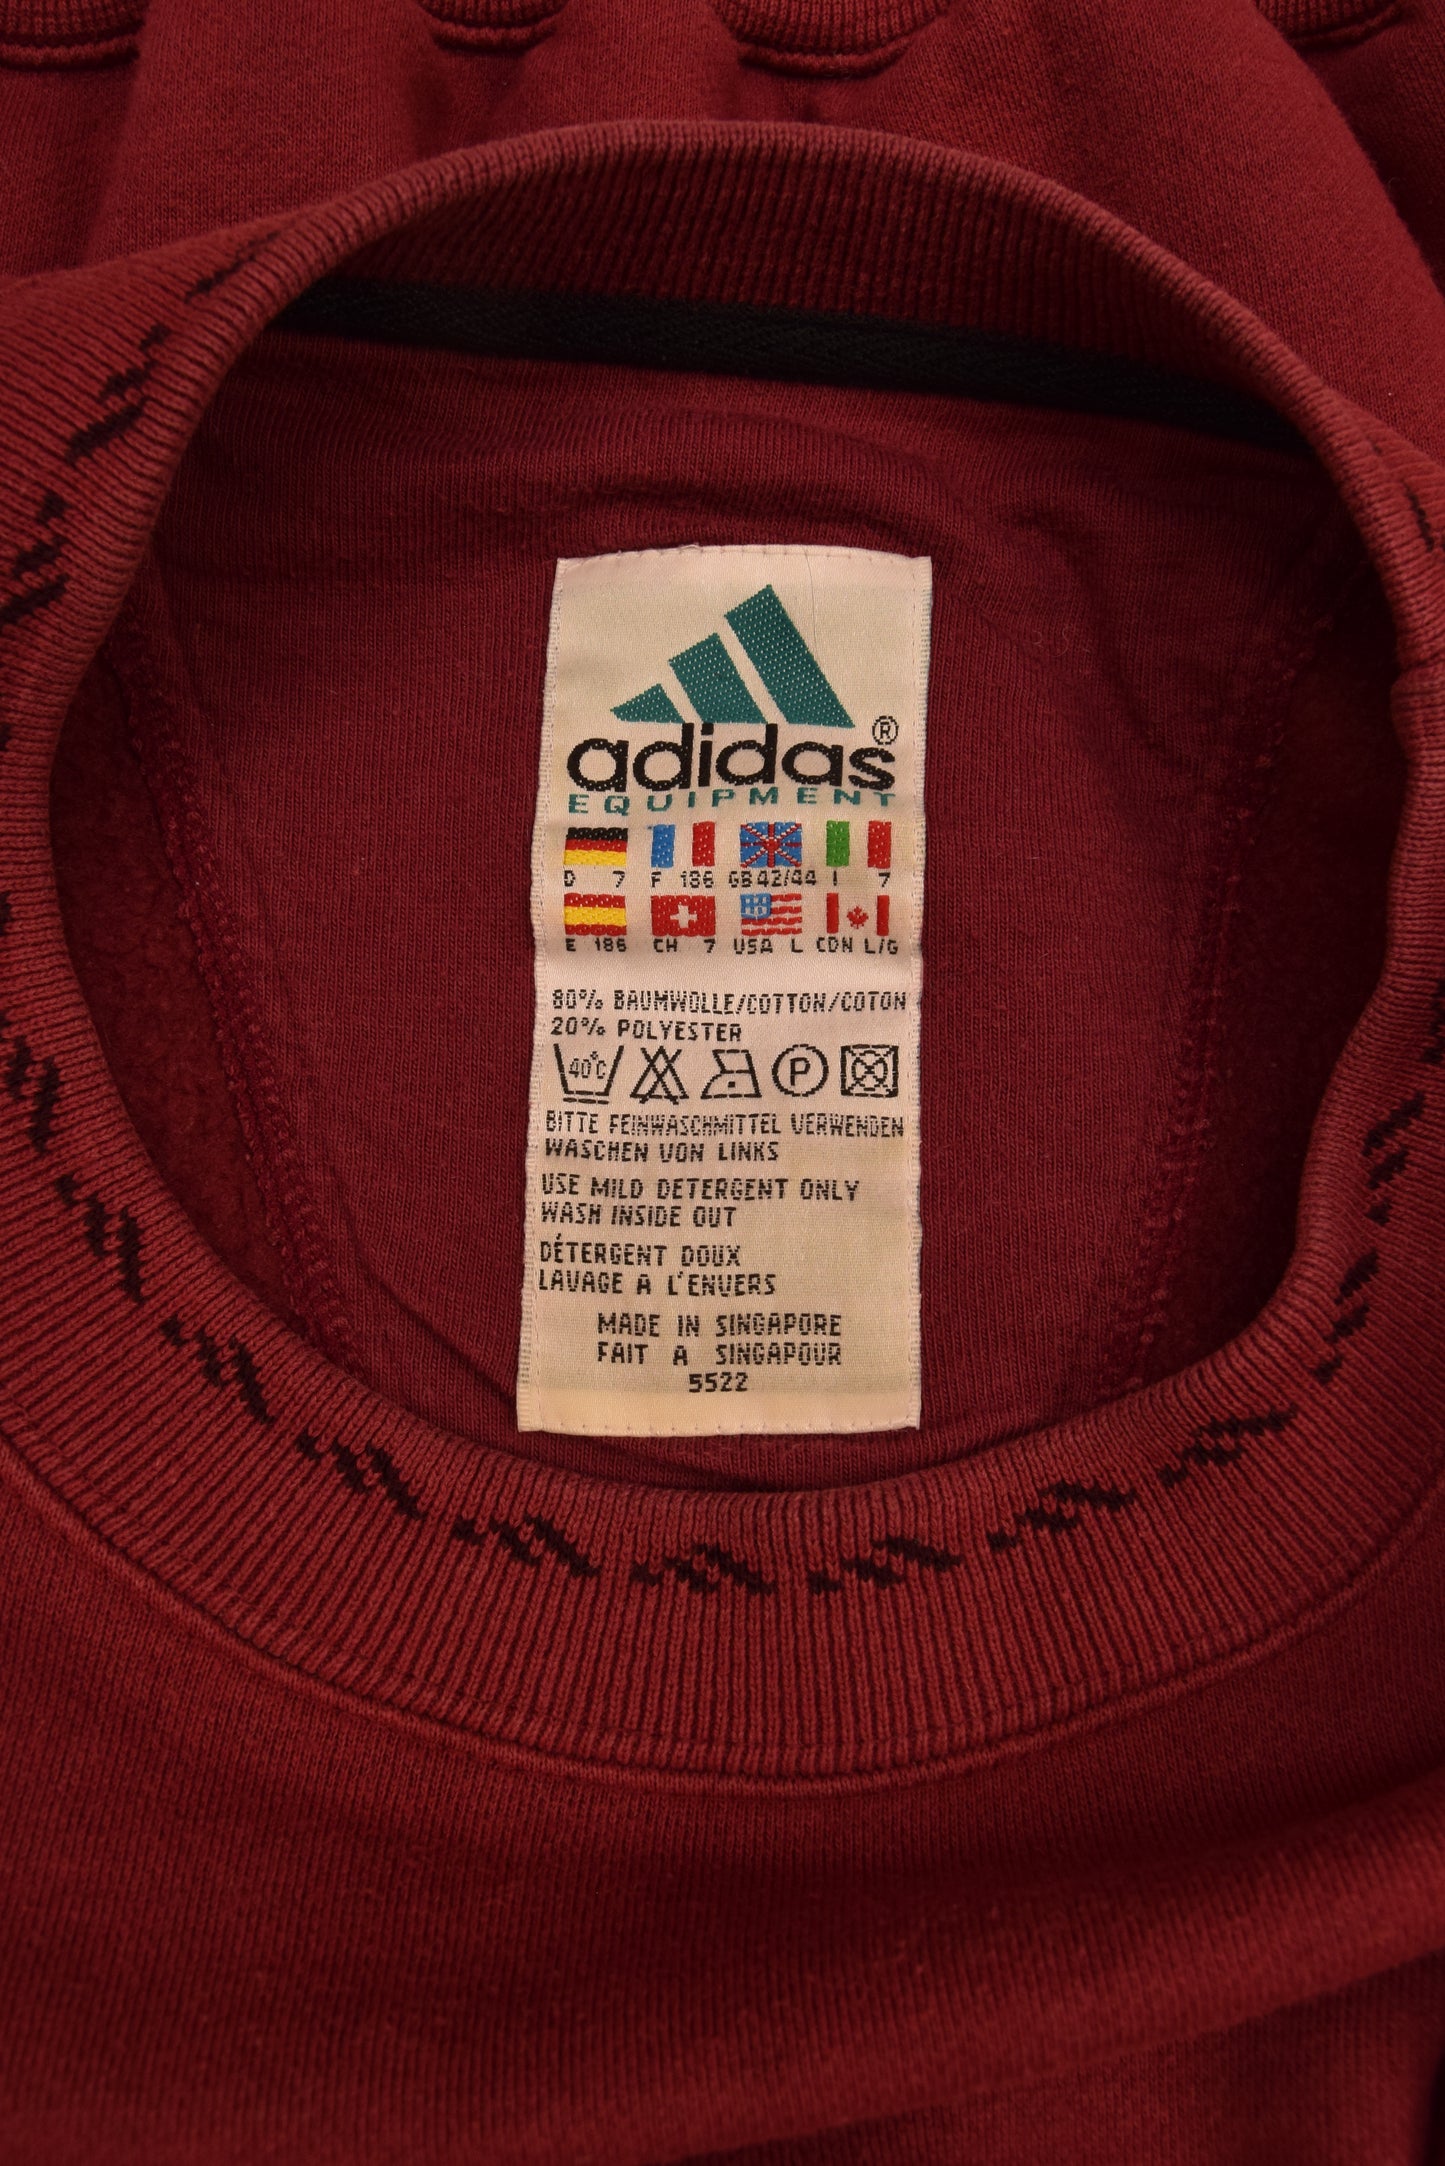 adidas®
EQUIPMENT
D 7 F 186 GB 42/44 I 7
E 186 CH 7 USA L CDN L/G
80% BAUMWOLLE/COTTON/COTON
20% POLYESTER
40°C P
BITTE FEINWASCHMITTEL VERWENDEN
WASCHEN VON LINKS
USE MILD DETERGENT ONLY
WASH INSIDE OUT
DÉTERGENT DOUX
LAVAGE A L'ENVERS
MADE IN SINGAPORE
FAIT A SINGAPOUR
5522